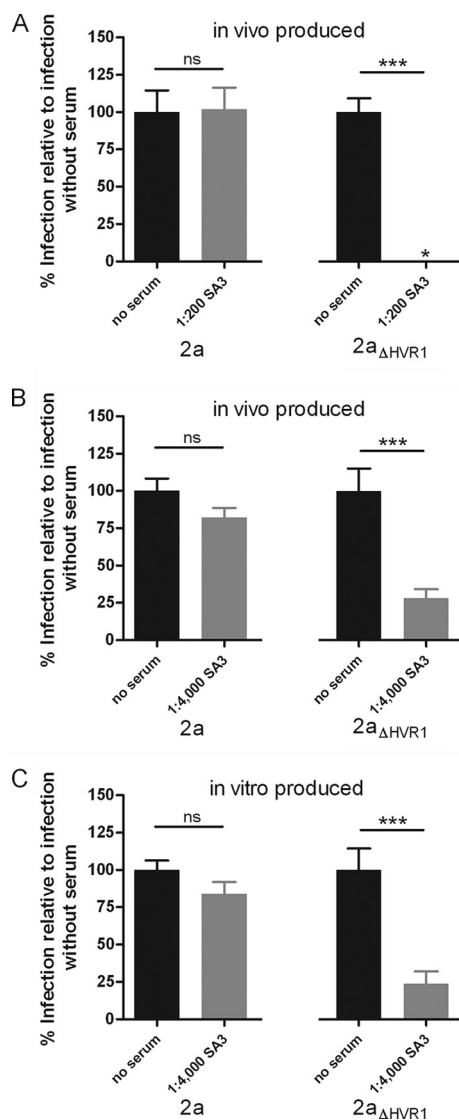 A
in vivo produced
% Infection relative to infection
without serum
150
125
100
75
50
25
0
ns
***
*
no serum
1:200 SA3
no serum
1:200 SA3
2a
2aΔHVR1
B
in vivo produced
% Infection relative to infection
without serum
150
125
100
75
50
25
0
ns
***
no serum
1:4,000 SA3
no serum
1:4,000 SA3
2a
2aΔHVR1
C
in vitro produced
% Infection relative to infection
without serum
150
125
100
75
50
25
0
ns
***
no serum
1:4,000 SA3
no serum
1:4,000 SA3
2a
2aΔHVR1